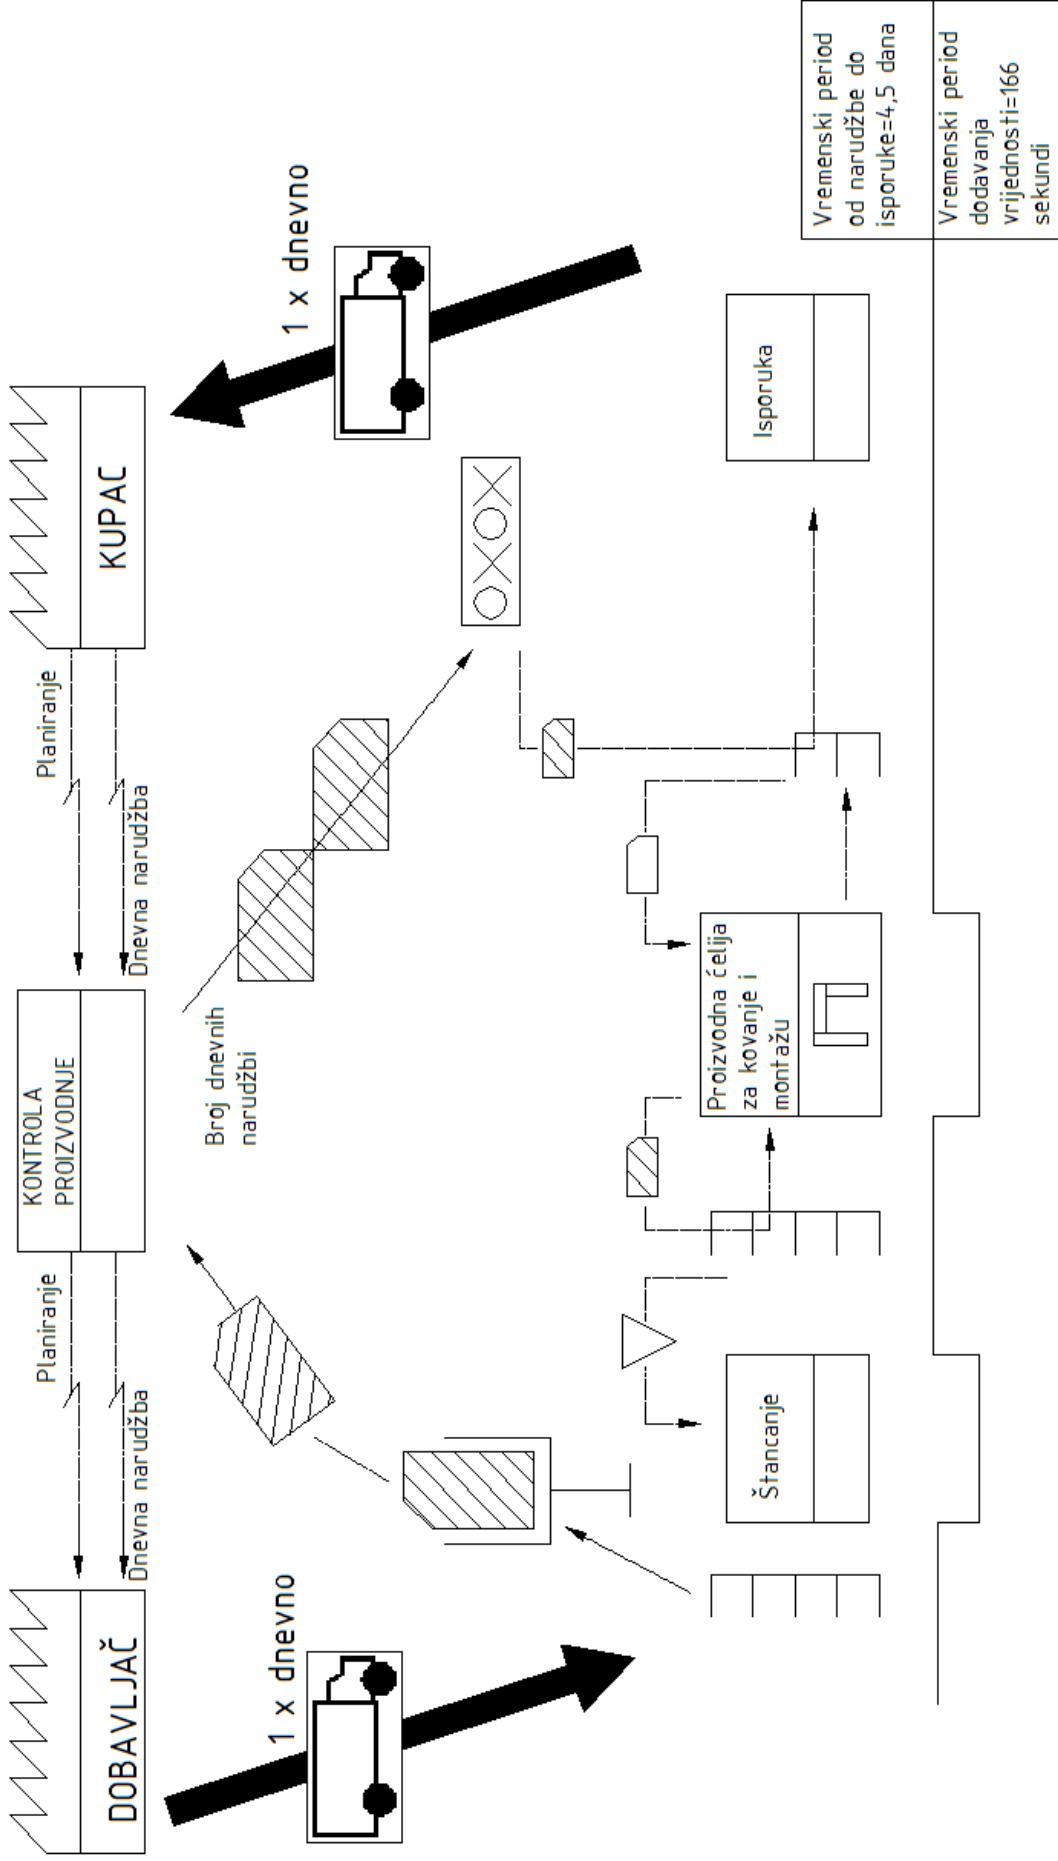 DOBAVLJAČ
Planiranje
Dnevna narudžba
KONTROLA
PROIZVODNJE
Planiranje
Dnevna narudžba
KUPAC
1 x dnevno
Broj dnevnih
narudžbi
1 x dnevno
Štancanje
Proizvodna ćelija
za kovanje i
montažu
Isporuka
Vremenski period
od narudžbe do
isporuke=4,5 dana
Vremenski period
dodavanja
vrijednosti=166
sekundi